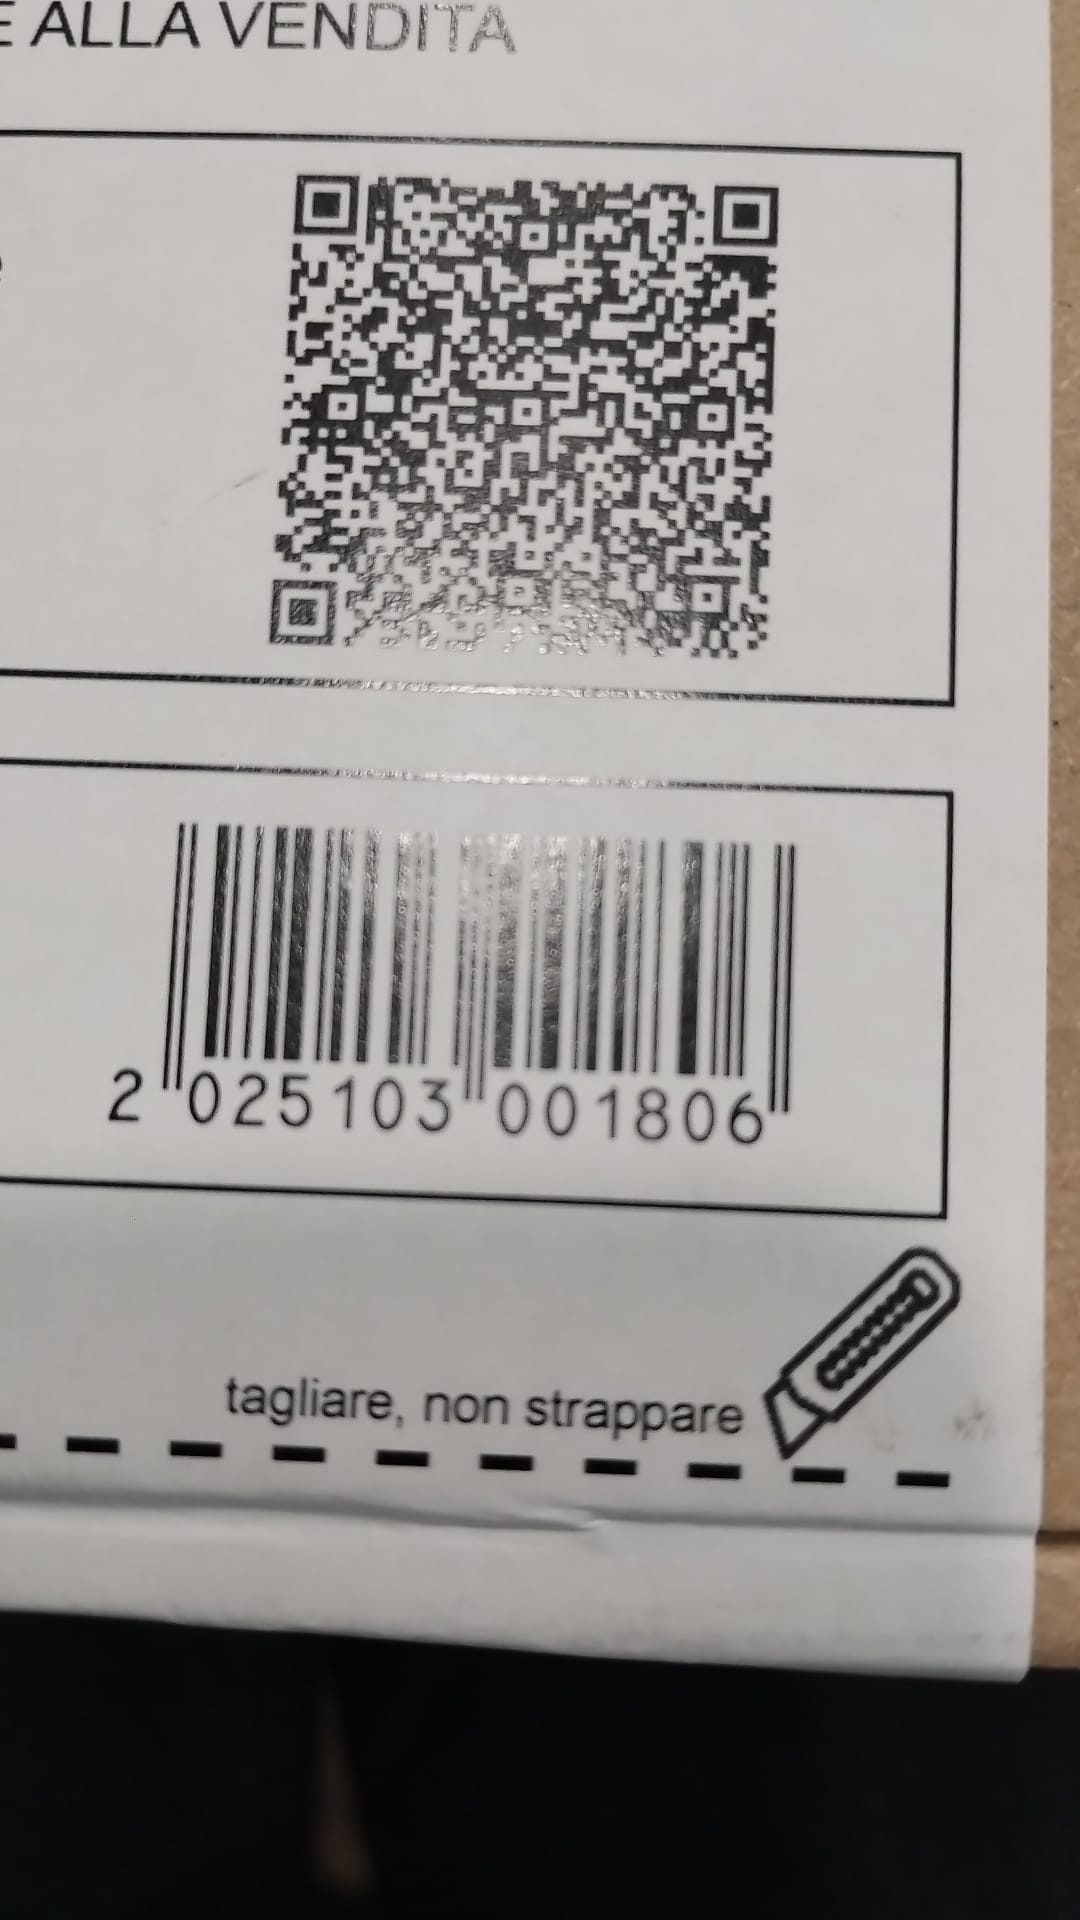 E ALLA VENDITA
2 025103 001806
tagliare, non strappare